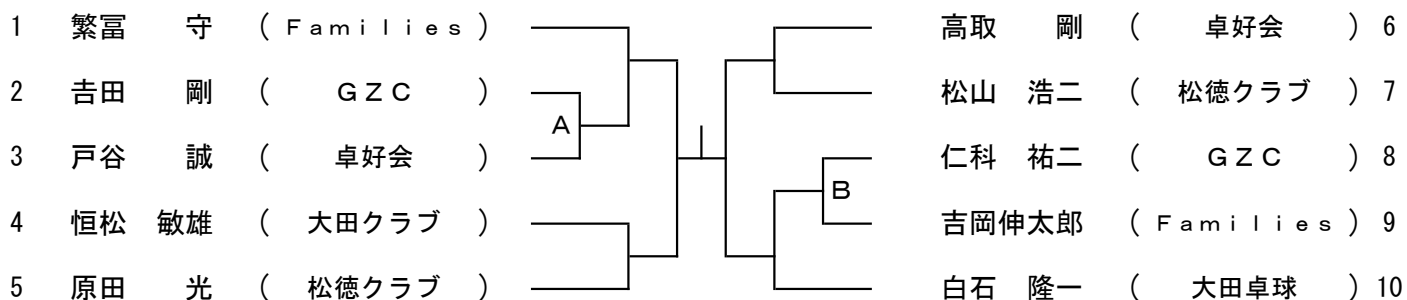 1 繁冨 守 ( Families ) 高取 剛 ( 卓好会 ) 6
2 吉田 剛 ( GZC ) 松山 浩二 ( 松徳クラブ ) 7
A
3 戸谷 誠 ( 卓好会 ) 仁科 祐二 ( GZC ) 8
B
4 恒松 敏雄 ( 大田クラブ ) 吉岡伸太郎 ( Families ) 9
5 原田 光 ( 松徳クラブ ) 白石 隆一 ( 大田卓球 ) 10